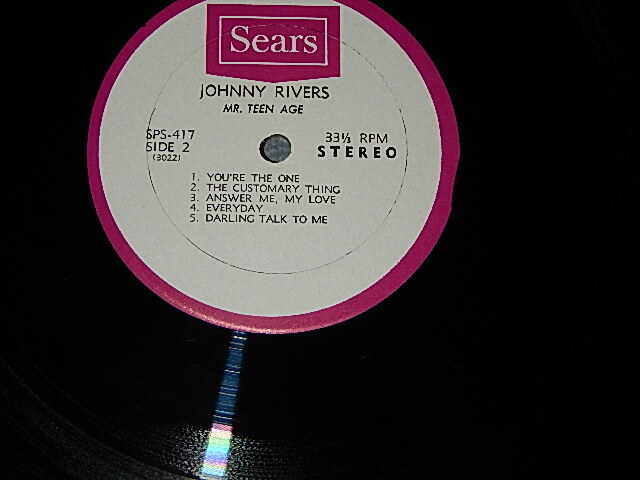 Sears
JOHNNY RIVERS
MR. TEEN AGE
SPS-417
SIDE 2
(3022)
33⅓ RPM
STEREO
1. YOU'RE THE ONE
2. THE CUSTOMARY THING
3. ANSWER ME, MY LOVE
4. EVERYDAY
5. DARLING TALK TO ME